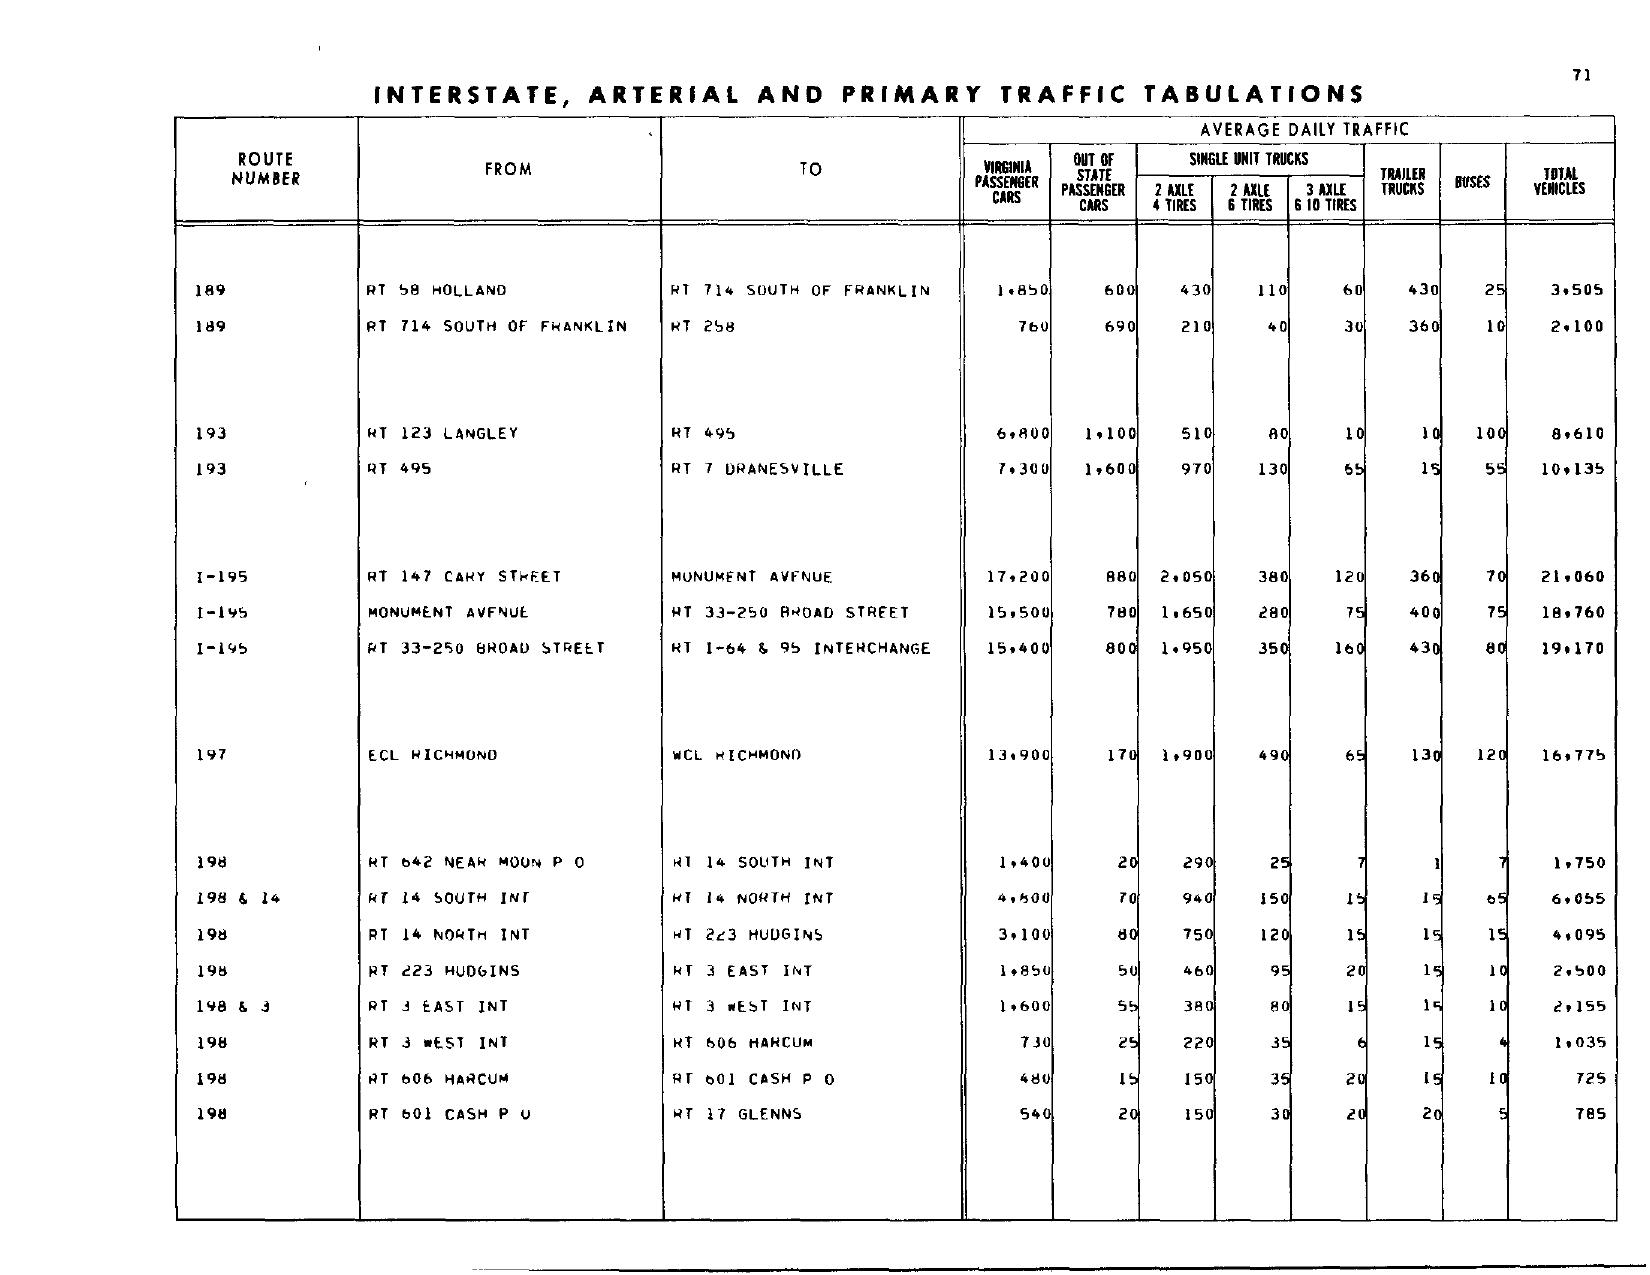 71
INTERSTATE, ARTERIAL AND PRIMARY TRAFFIC TABULATIONS
AVERAGE DAILY TRAFFIC
ROUTE NUMBER FROM TO VIRGINIA PASSENGER CARS OUT OF STATE PASSENGER CARS SINGLE UNIT TRUCKS 2 AXLE 4 TIRES 2 AXLE 6 TIRES 3 AXLE 6 10 TIRES TRAILER TRUCKS BUSES TOTAL VEHICLES
189 RT 58 HOLLAND RT 714 SOUTH OF FRANKLIN 1,850 600 430 110 60 430 25 3,505
189 RT 714 SOUTH OF FRANKLIN RT 258 760 690 210 40 30 360 10 2,100
193 RT 123 LANGLEY RT 495 6,800 1,100 510 80 10 10 100 8,610
193 RT 495 RT 7 DRANESVILLE 7,300 1,600 970 130 65 15 55 10,135
I-195 RT 147 CARY STREET MONUMENT AVENUE 17,200 880 2,050 380 120 360 70 21,060
I-195 MONUMENT AVENUE RT 33-250 BROAD STREET 15,500 780 1,650 280 75 400 75 18,760
I-195 RT 33-250 BROAD STREET RT I-64 & 95 INTERCHANGE 15,400 800 1,950 350 160 430 80 19,170
197 ECL RICHMOND WCL RICHMOND 13,900 170 1,900 490 65 130 120 16,775
198 RT 642 NEAR MOON P O RT 14 SOUTH INT 1,400 20 290 25 7 1 7 1,750
198 & 14 RT 14 SOUTH INT RT 14 NORTH INT 4,800 70 940 150 15 15 65 6,055
198 RT 14 NORTH INT RT 223 HUDGINS 3,100 80 750 120 15 15 15 4,095
198 RT 223 HUDGINS RT 3 EAST INT 1,850 50 460 95 20 15 10 2,500
198 & 3 RT 3 EAST INT RT 3 WEST INT 1,600 55 380 80 15 15 10 2,155
198 RT 3 WEST INT RT 606 HARCUM 730 25 220 35 6 15 4 1,035
198 RT 606 HARCUM RT 601 CASH P O 480 15 150 35 20 15 10 725
198 RT 601 CASH P O RT 17 GLENNS 540 20 150 30 20 20 5 785